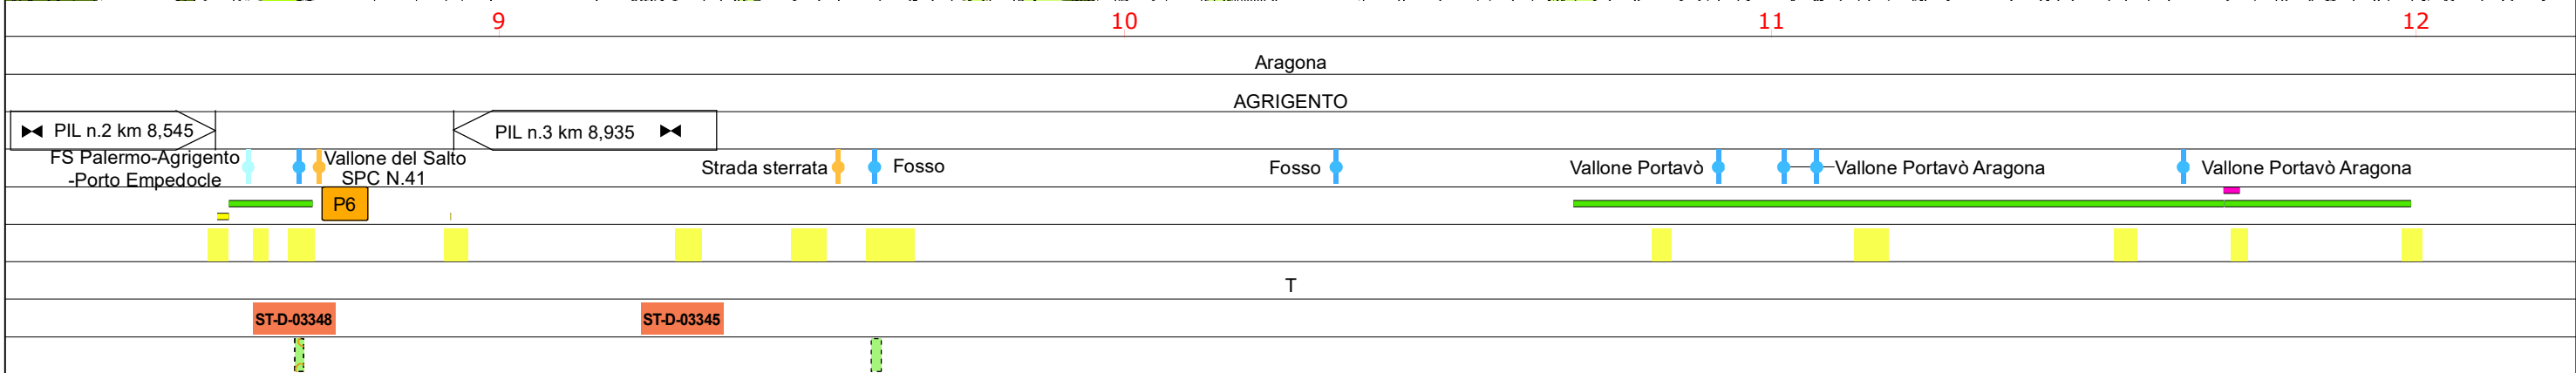 9 10 11 12
Aragona
AGRIGENTO
PIL n.2 km 8,545
PIL n.3 km 8,935
FS Palermo-Agrigento
-Porto Empedocle
Vallone del Salto
SPC N.41
Strada sterrata
Fosso
Fosso
Vallone Portavò
Vallone Portavò Aragona
Vallone Portavò Aragona
P6
T
ST-D-03348
ST-D-03345